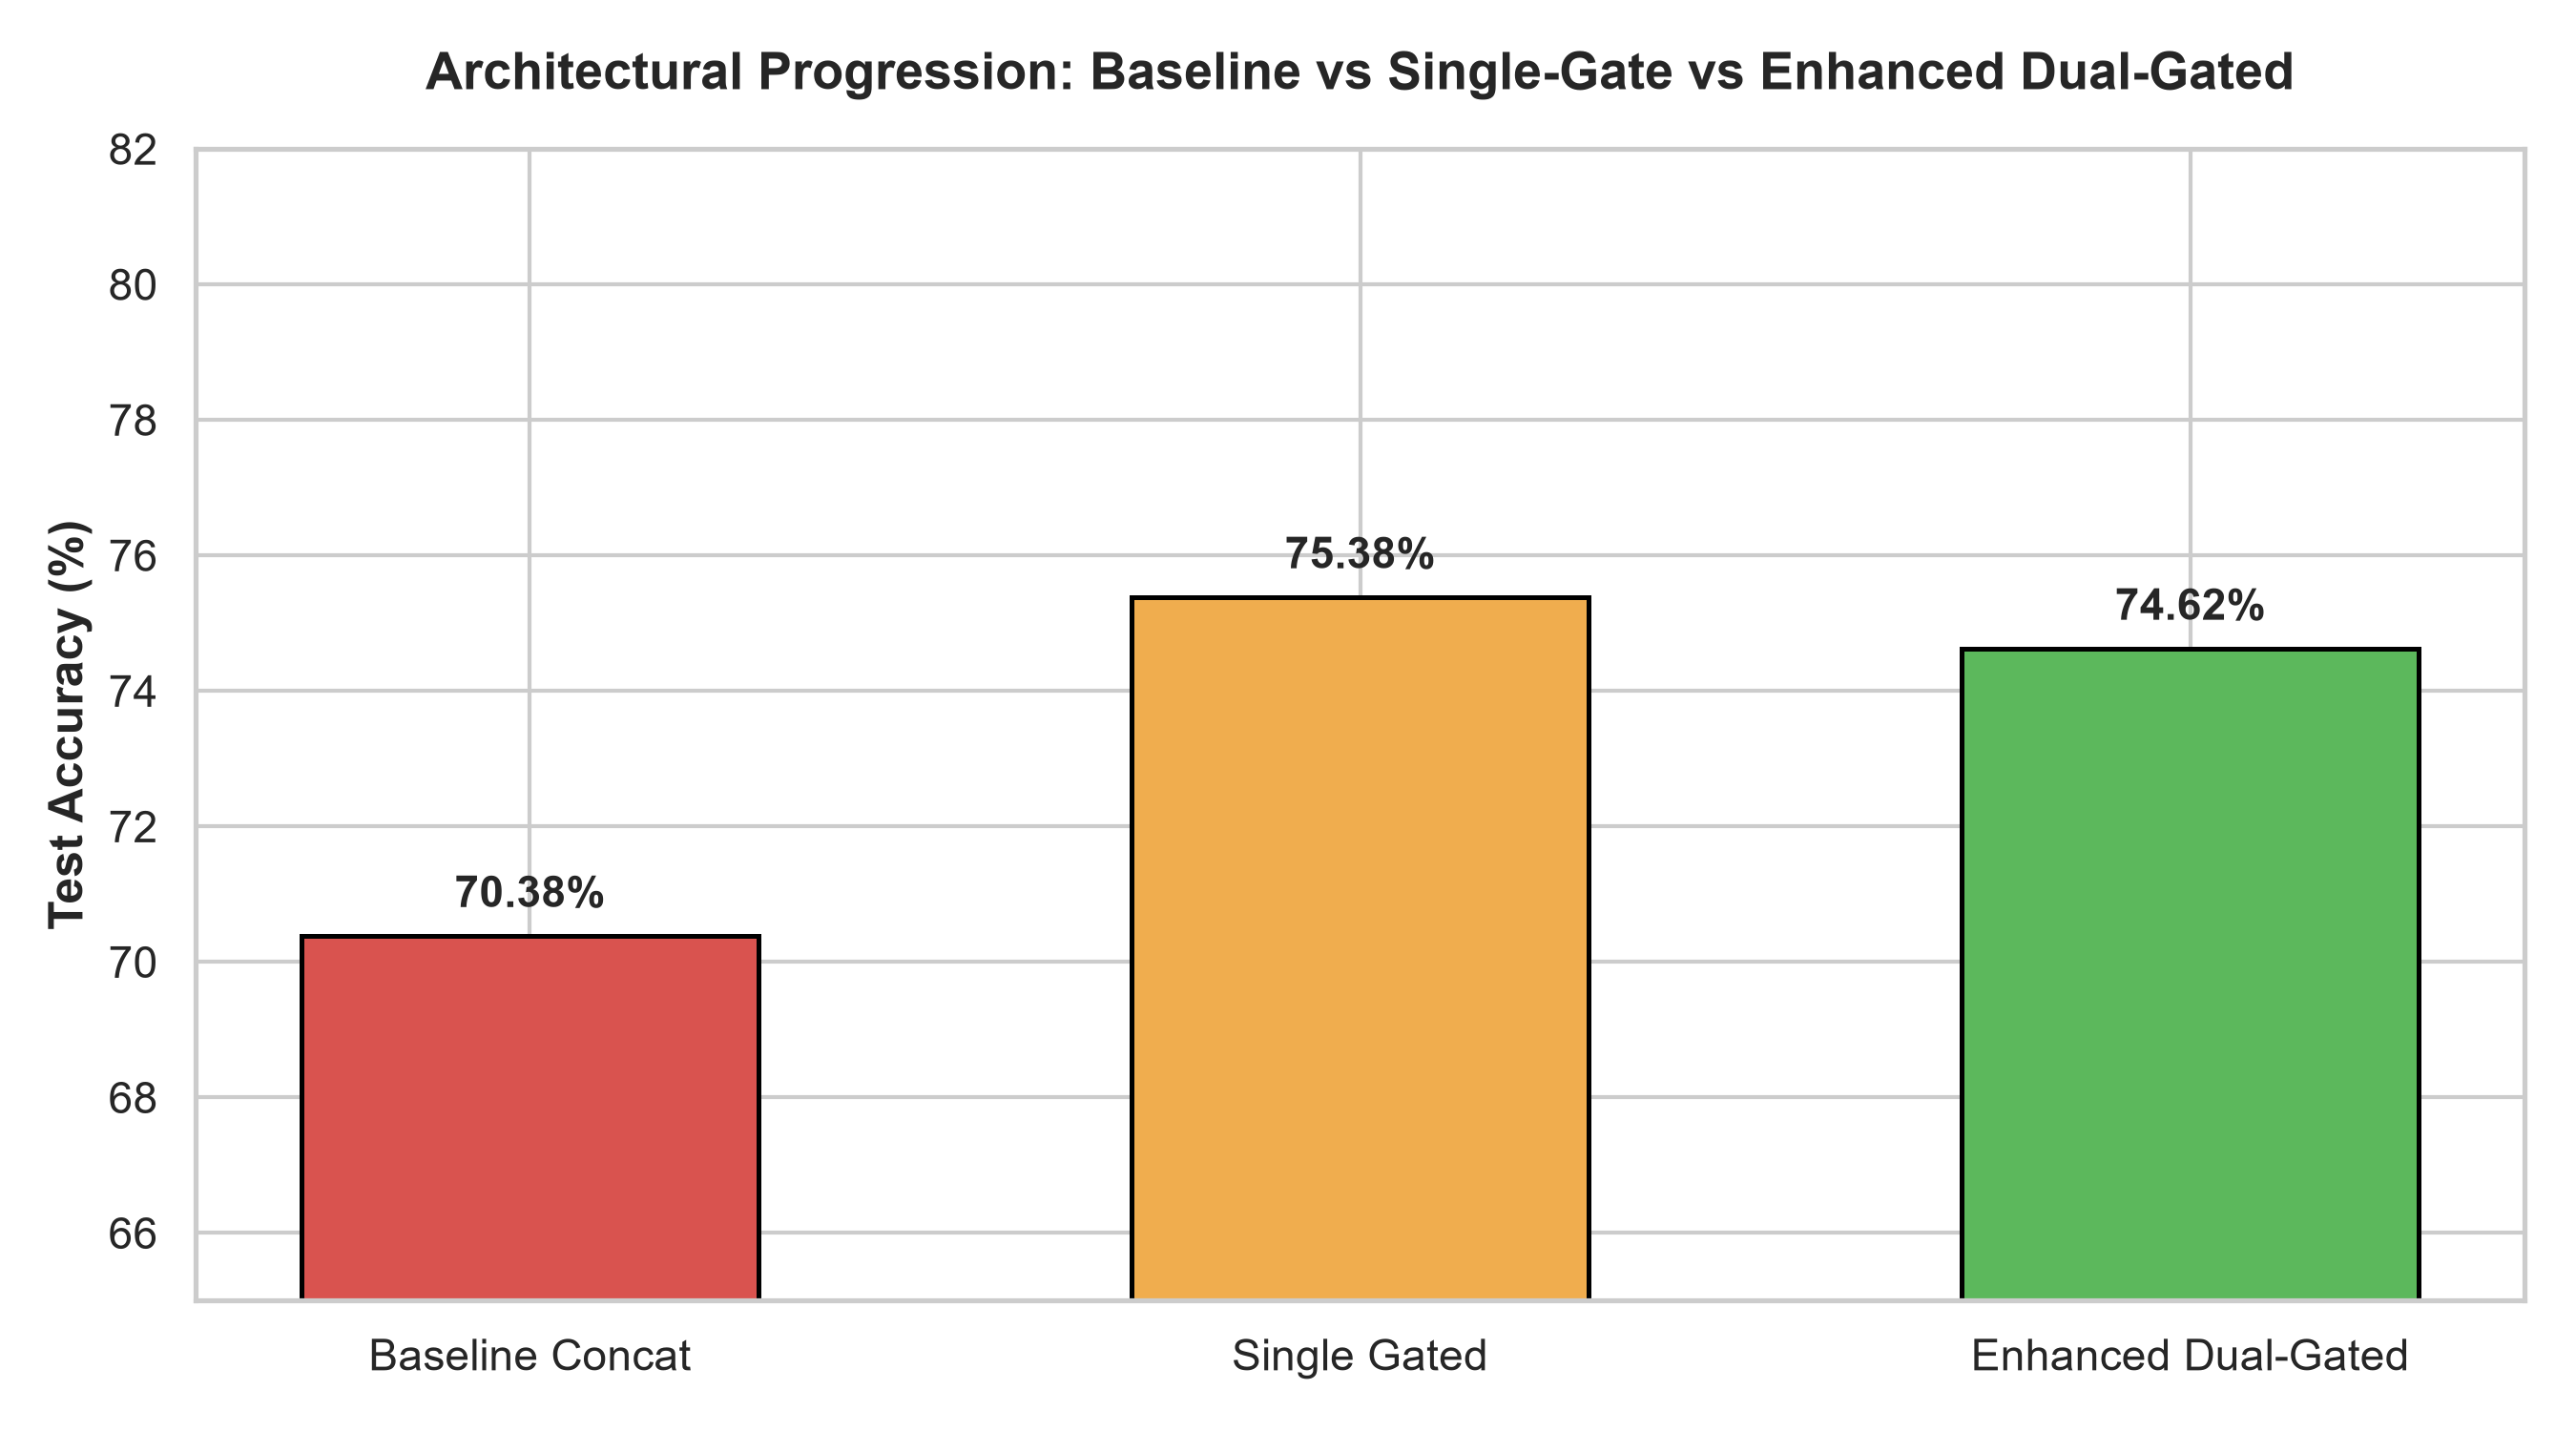 Architectural Progression: Baseline vs Single-Gate vs Enhanced Dual-Gated
Test Accuracy (%)
82
80
78
76
74
72
70
68
66
70.38%
75.38%
74.62%
Baseline Concat
Single Gated
Enhanced Dual-Gated